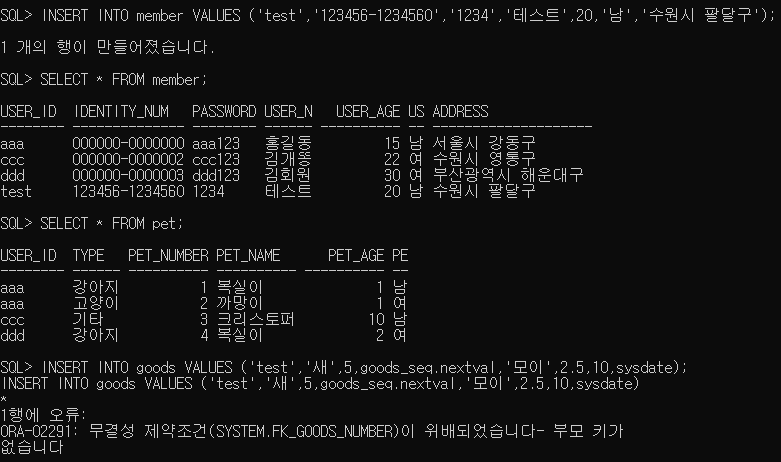 SQL> INSERT INTO member VALUES ('test','123456-1234560','1234','테스트',20,'남','수원시 팔달구');
1 개의 행이 만들어졌습니다.
SQL> SELECT * FROM member;
USER_ID  IDENTITY_NUM   PASSWORD USER_N   USER_AGE US ADDRESS
-------- -------------- -------- ------ ---------- -- --------------------
aaa      000000-0000000 aaa123   홍길동         15 남 서울시 강동구
ccc      000000-0000002 ccc123   김개똥         22 여 수원시 영통구
ddd      000000-0000003 ddd123   김회원         30 여 부산광역시 해운대구
test     123456-1234560 1234     테스트         20 남 수원시 팔달구
SQL> SELECT * FROM pet;
USER_ID  TYPE   PET_NUMBER PET_NAME      PET_AGE PE
-------- ------ ---------- ---------- ---------- --
aaa      강아지          1 복실이              1 남
aaa      고양이          2 까망이              1 여
ccc      기타            3 크리스토퍼         10 남
ddd      강아지          4 복실이              2 여
SQL> INSERT INTO goods VALUES ('test','새',5,goods_seq.nextval,'모이',2.5,10,sysdate);
INSERT INTO goods VALUES ('test','새',5,goods_seq.nextval,'모이',2.5,10,sysdate)
*
1행에 오류:
ORA-02291: 무결성 제약조건(SYSTEM.FK_GOODS_NUMBER)이 위배되었습니다- 부모 키가
없습니다